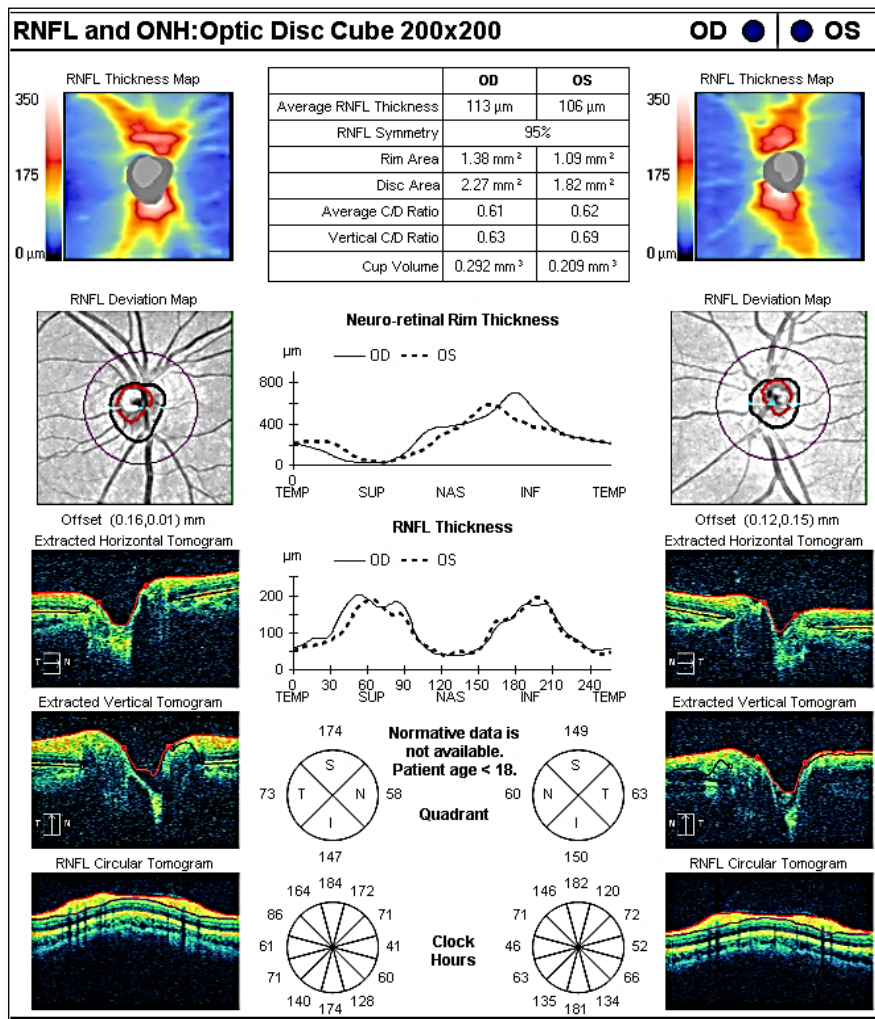 RNFL and ONH:Optic Disc Cube 200x200 OD OS
RNFL Thickness Map
350
175
0 µm
OD OS
Average RNFL Thickness 113 µm 106 µm
RNFL Symmetry 95%
Rim Area 1.38 mm² 1.09 mm²
Disc Area 2.27 mm² 1.82 mm²
Average C/D Ratio 0.61 0.62
Vertical C/D Ratio 0.63 0.69
Cup Volume 0.292 mm³ 0.209 mm³
RNFL Thickness Map
350
175
0 µm
RNFL Deviation Map
Offset (0.16,0.01) mm
Neuro-retinal Rim Thickness
µm OD OS
800
400
0
0
TEMP SUP NAS INF TEMP
RNFL Deviation Map
Offset (0.12,0.15) mm
Extracted Horizontal Tomogram
T N
RNFL Thickness
µm OD OS
200
100
0
0 30 60 90 120 150 180 210 240
TEMP SUP NAS INF TEMP
Extracted Horizontal Tomogram
N T
Extracted Vertical Tomogram
T N
174
S
73 T N 58
I
147
Normative data is
not available.
Patient age < 18.
Quadrant
149
S
60 N T 63
I
150
Extracted Vertical Tomogram
N T
RNFL Circular Tomogram
184
164 172
86 71
61 41
71 60
140 128
174
Clock
Hours
182
146 120
71 72
46 52
63 66
135 134
181
RNFL Circular Tomogram